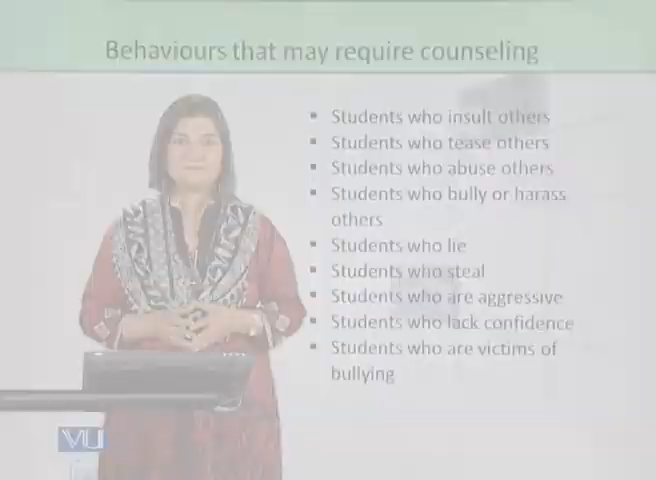 Behaviours that may require counseling
▪ Students who insult others
▪ Students who tease others
▪ Students who abuse others
▪ Students who bully or harass
others
▪ Students who lie
▪ Students who steal
▪ Students who are aggressive
▪ Students who lack confidence
▪ Students who are victims of
bullying
VU